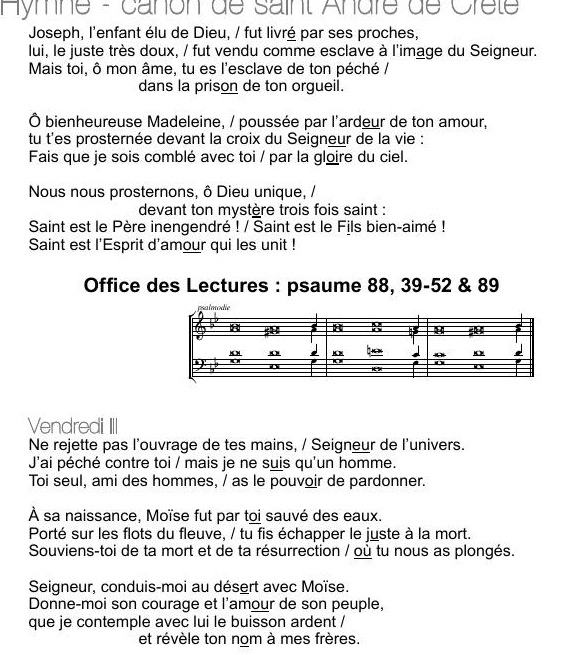 Hymne - canon de saint André de Crète
Joseph, l'enfant élu de Dieu, / fut livré par ses proches,
lui, le juste très doux, / fut vendu comme esclave à l'image du Seigneur.
Mais toi, ô mon âme, tu es l'esclave de ton péché /
dans la prison de ton orgueil.
Ô bienheureuse Madeleine, / poussée par l'ardeur de ton amour,
tu t'es prosternée devant la croix du Seigneur de la vie :
Fais que je sois comblé avec toi / par la gloire du ciel.
Nous nous prosternons, ô Dieu unique, /
devant ton mystère trois fois saint :
Saint est le Père inengendré ! / Saint est le Fils bien-aimé !
Saint est l'Esprit d'amour qui les unit !
Office des Lectures : psaume 88, 39-52 & 89
psalmodie
Vendredi III
Ne rejette pas l'ouvrage de tes mains, / Seigneur de l'univers.
J'ai péché contre toi / mais je ne suis qu'un homme.
Toi seul, ami des hommes, / as le pouvoir de pardonner.
À sa naissance, Moïse fut par toi sauvé des eaux.
Porté sur les flots du fleuve, / tu fis échapper le juste à la mort.
Souviens-toi de ta mort et de ta résurrection / où tu nous as plongés.
Seigneur, conduis-moi au désert avec Moïse.
Donne-moi son courage et l'amour de son peuple,
que je contemple avec lui le buisson ardent /
et révèle ton nom à mes frères.